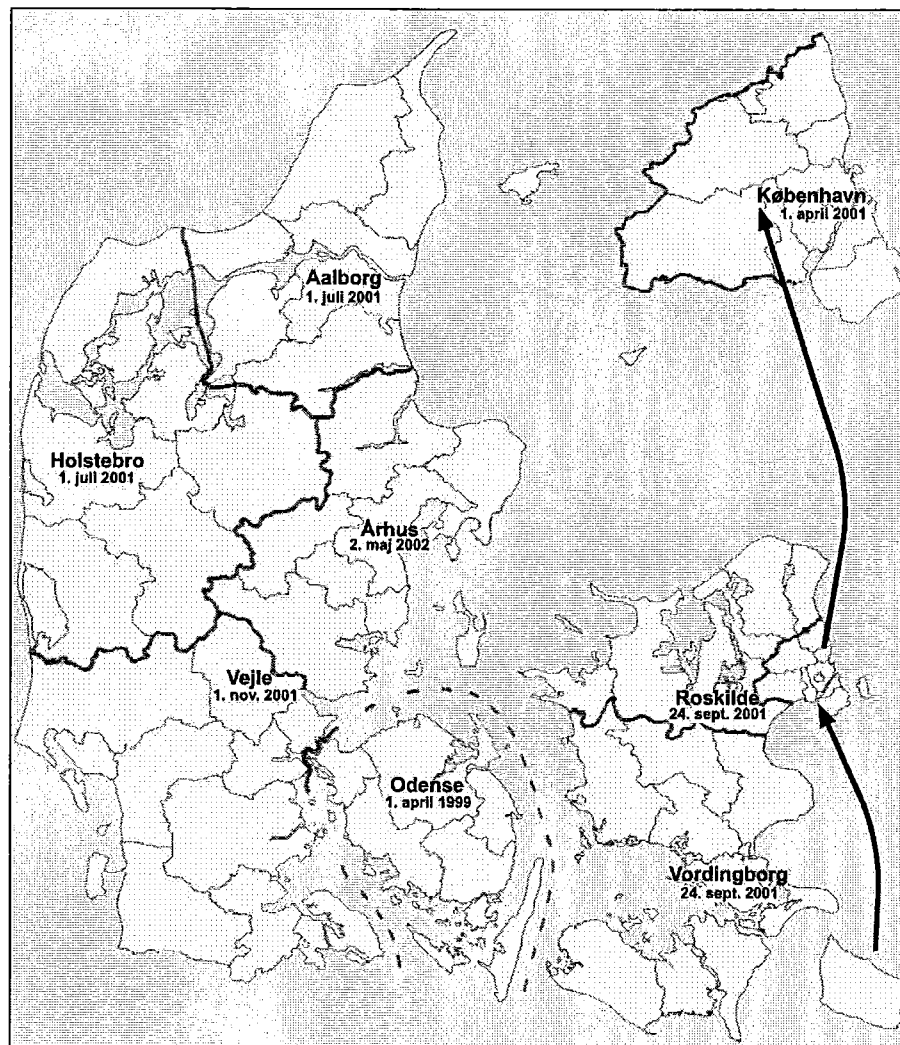 København
1. april 2001
Aalborg
1. juli 2001
Holstebro
1. juli 2001
Århus
2. maj 2002
Vejle
1. nov. 2001
Roskilde
24. sept. 2001
Odense
1. april 1999
Vordingborg
24. sept. 2001